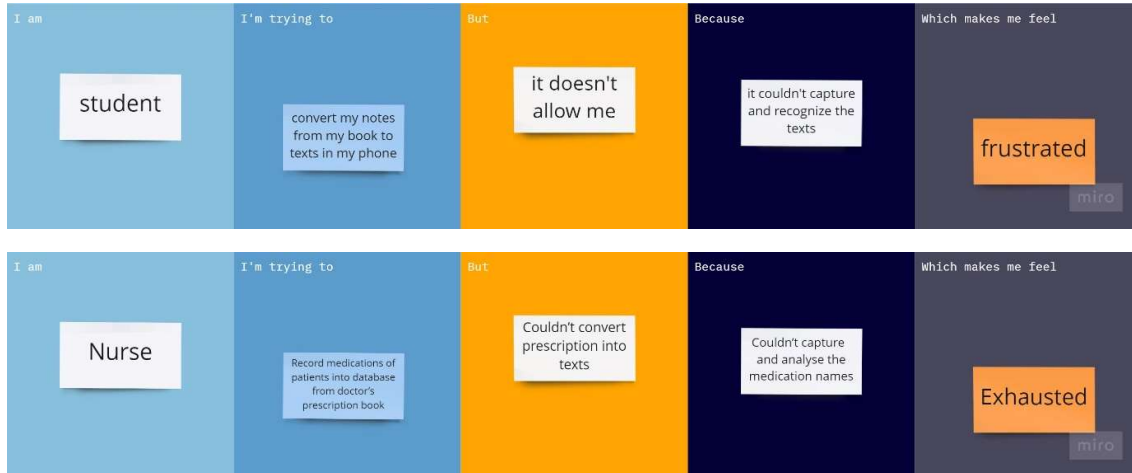 I am
student
I'm trying to
convert my notes
from my book to
texts in my phone
But
it doesn't
allow me
Because
it couldn't capture
and recognize the
texts
Which makes me feel
frustrated
miro
I am
Nurse
I'm trying to
Record medications of
patients into database
from doctor's
prescription book
But
Couldn't convert
prescription into
texts
Because
Couldn't capture
and analyse the
medication names
Which makes me feel
Exhausted
miro